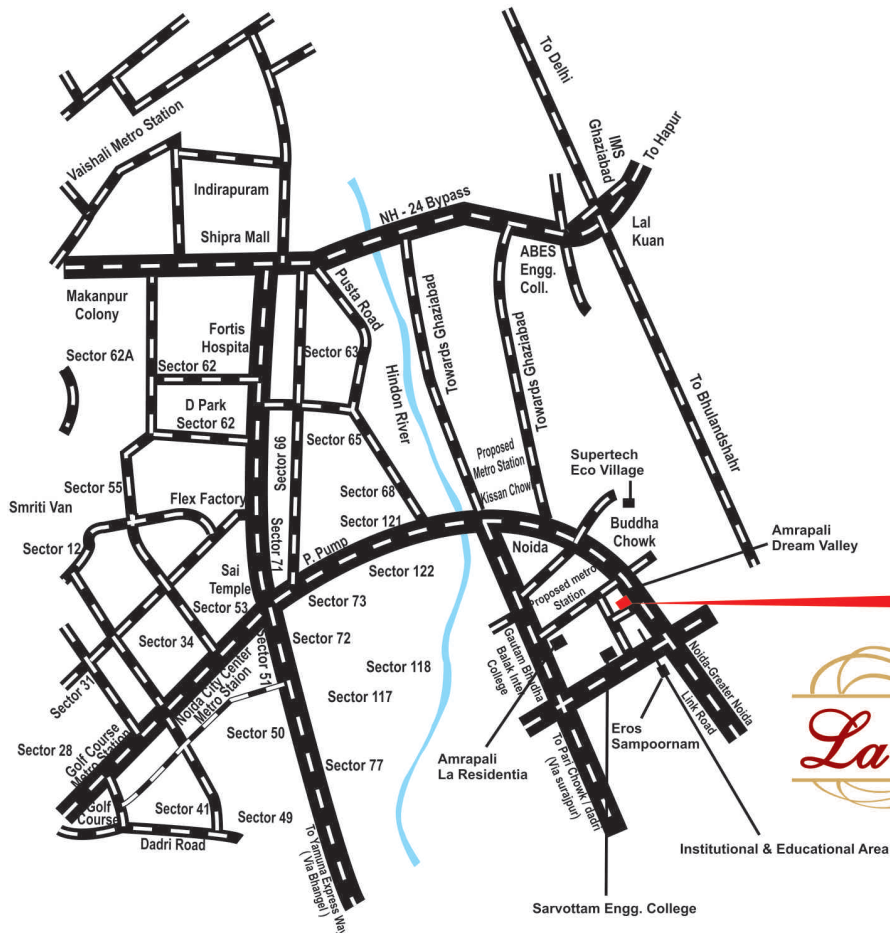 To Delhi
IMS
Ghaziabad
To Hapur
Vaishali Metro Station
Indirapuram
NH - 24 Bypass
Shipra Mall
Lal
Kuan
ABES
Engg.
Coll.
Makanpur
Colony
Pusta Road
Fortis
Hospital
Towards Ghaziabad
Towards Ghaziabad
Sector 62A
Sector 62
Sector 63
Hindon River
To Bhulandshahr
D Park
Sector 62
Sector 66
Sector 65
Proposed
Metro Station
Kissan Chow
Supertech
Eco Village
Sector 55
Sector 68
Smriti Van
Flex Factory
Sector 121
Buddha
Chowk
Sector 12
Sector 71
P. Pump
Noida
Amrapali
Dream Valley
Sai
Temple
Sector 53
Sector 122
Proposed metro
Station
Sector 73
Sector 34
Sector 72
Gautam Bhudha
Balak Inter
College
Noida-Greater Noida
Link Road
Sector 31
Noida City Center
Metro Station
Sector 51
Sector 118
Sector 117
Sector 28
Golf Course
Metro Station
Sector 50
Eros
Sampoornam
La
Sector 77
Amrapali
La Residentia
To Pari Chowk / dadri
(Via surajpur)
Golf
Course
Sector 41
Sector 49
Dadri Road
Institutional & Educational Area
To Yamuna Express Way
( Via Bhangel )
Sarvottam Engg. College